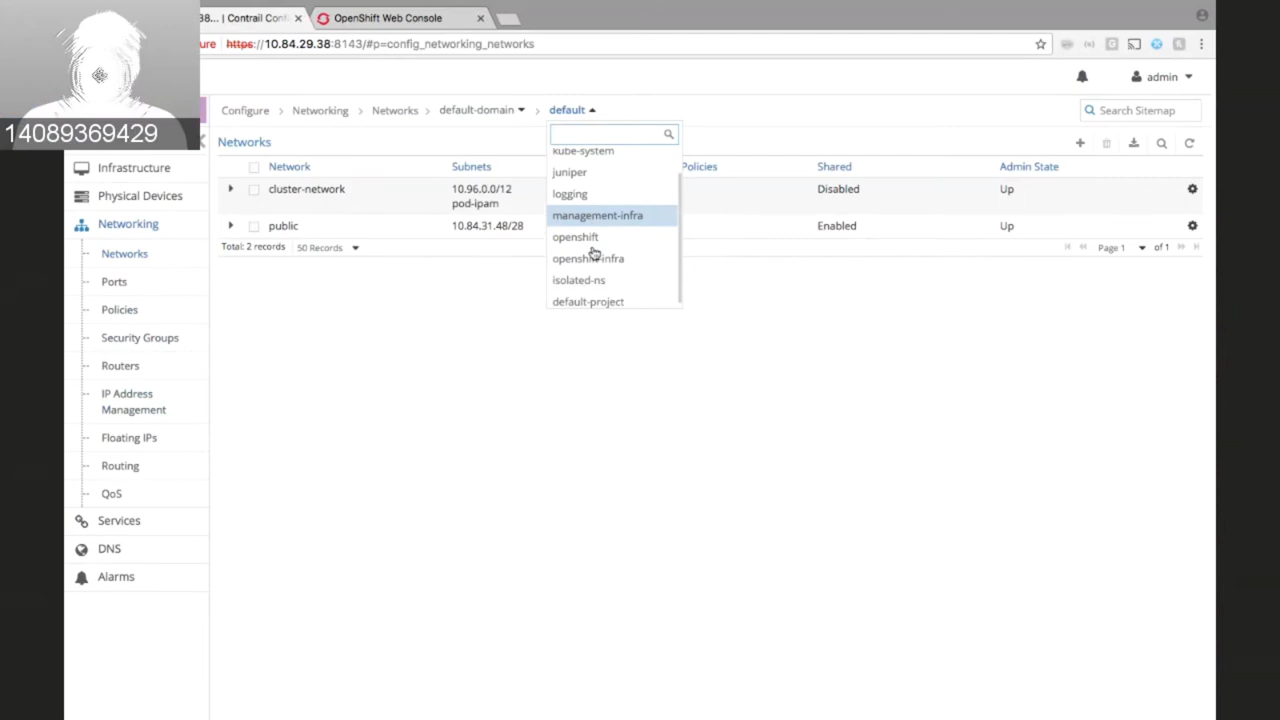 38... | Contrail Conf
OpenShift Web Console
ure https://10.84.29.38:8143/#p=config_networking_networks
admin
14089369429
Configure > Networking > Networks > default-domain > default
Search Sitemap
Networks
kube-system
juniper
logging
management-infra
openshift
openshift-infra
isolated-ns
default-project
Network Subnets Policies Shared Admin State
cluster-network 10.96.0.0/12 Disabled Up
pod-ipam
public 10.84.31.48/28 Enabled Up
Total: 2 records 50 Records Page 1 of 1
Infrastructure
Physical Devices
Networking
Networks
Ports
Policies
Security Groups
Routers
IP Address
Management
Floating IPs
Routing
QoS
Services
DNS
Alarms